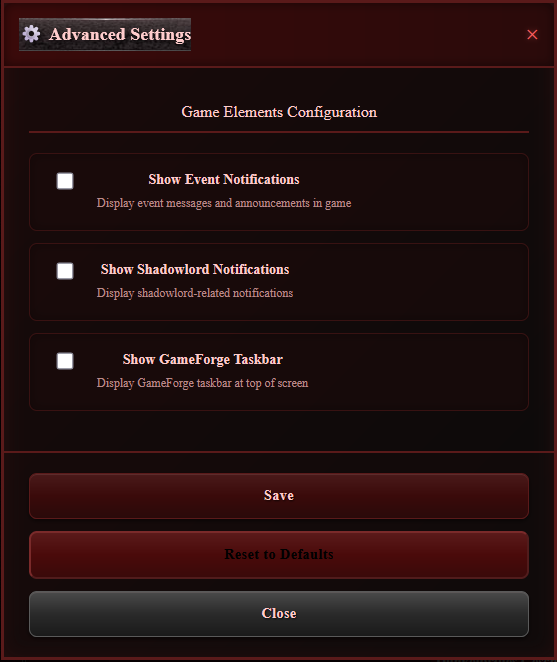 Advanced Settings
Game Elements Configuration
Show Event Notifications
Display event messages and announcements in game
Show Shadowlord Notifications
Display shadowlord-related notifications
Show GameForge Taskbar
Display GameForge taskbar at top of screen
Save
Reset to Defaults
Close